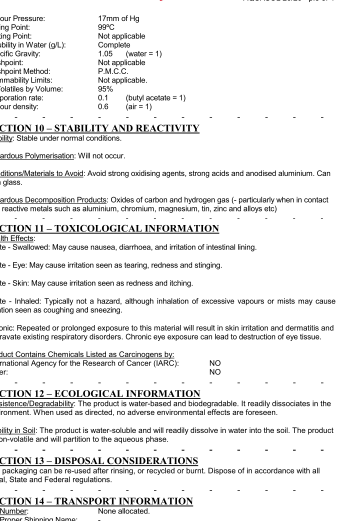 our Pressure: 17mm of Hg
ing Point: 99ºC
ing Point: Not applicable
ability in Water (g/L): Complete
cific Gravity: 1.05 (water = 1)
hpoint: Not applicable
hpoint Method: P.M.C.C.
mmability Limits: Not applicable.
olatiles by Volume: 95%
poration rate: 0.1 (butyl acetate = 1)
our density: 0.6 (air = 1)
CTION 10 – STABILITY AND REACTIVITY
ility: Stable under normal conditions.
ardous Polymerisation: Will not occur.
ditions/Materials to Avoid: Avoid strong oxidising agents, strong acids and anodised aluminium. Can
glass.
ardous Decomposition Products: Oxides of carbon and hydrogen gas (- particularly when in contact
reactive metals such as aluminium, chromium, magnesium, tin, zinc and alloys etc)
CTION 11 – TOXICOLOGICAL INFORMATION
lth Effects:
te - Swallowed: May cause nausea, diarrhoea, and irritation of intestinal lining.
te - Eye: May cause irritation seen as tearing, redness and stinging.
te - Skin: May cause irritation seen as redness and itching.
te - Inhaled: Typically not a hazard, although inhalation of excessive vapours or mists may cause
ation seen as coughing and sneezing.
onic: Repeated or prolonged exposure to this material will result in skin irritation and dermatitis and
ravate existing respiratory disorders. Chronic eye exposure can lead to destruction of eye tissue.
duct Contains Chemicals Listed as Carcinogens by:
rnational Agency for the Research of Cancer (IARC): NO
er: NO
CTION 12 – ECOLOGICAL INFORMATION
sistence/Degradability: The product is water-based and biodegradable. It readily dissociates in the
ironment. When used as directed, no adverse environmental effects are foreseen.
bility in Soil: The product is water-soluble and will readily dissolve in water into the soil. The product
on-volatile and will partition to the aqueous phase.
CTION 13 – DISPOSAL CONSIDERATIONS
packaging can be re-used after rinsing, or recycled or burnt. Dispose of in accordance with all
al, State and Federal regulations.
CTION 14 – TRANSPORT INFORMATION
Number: None allocated.
Proper Shipping Name: -